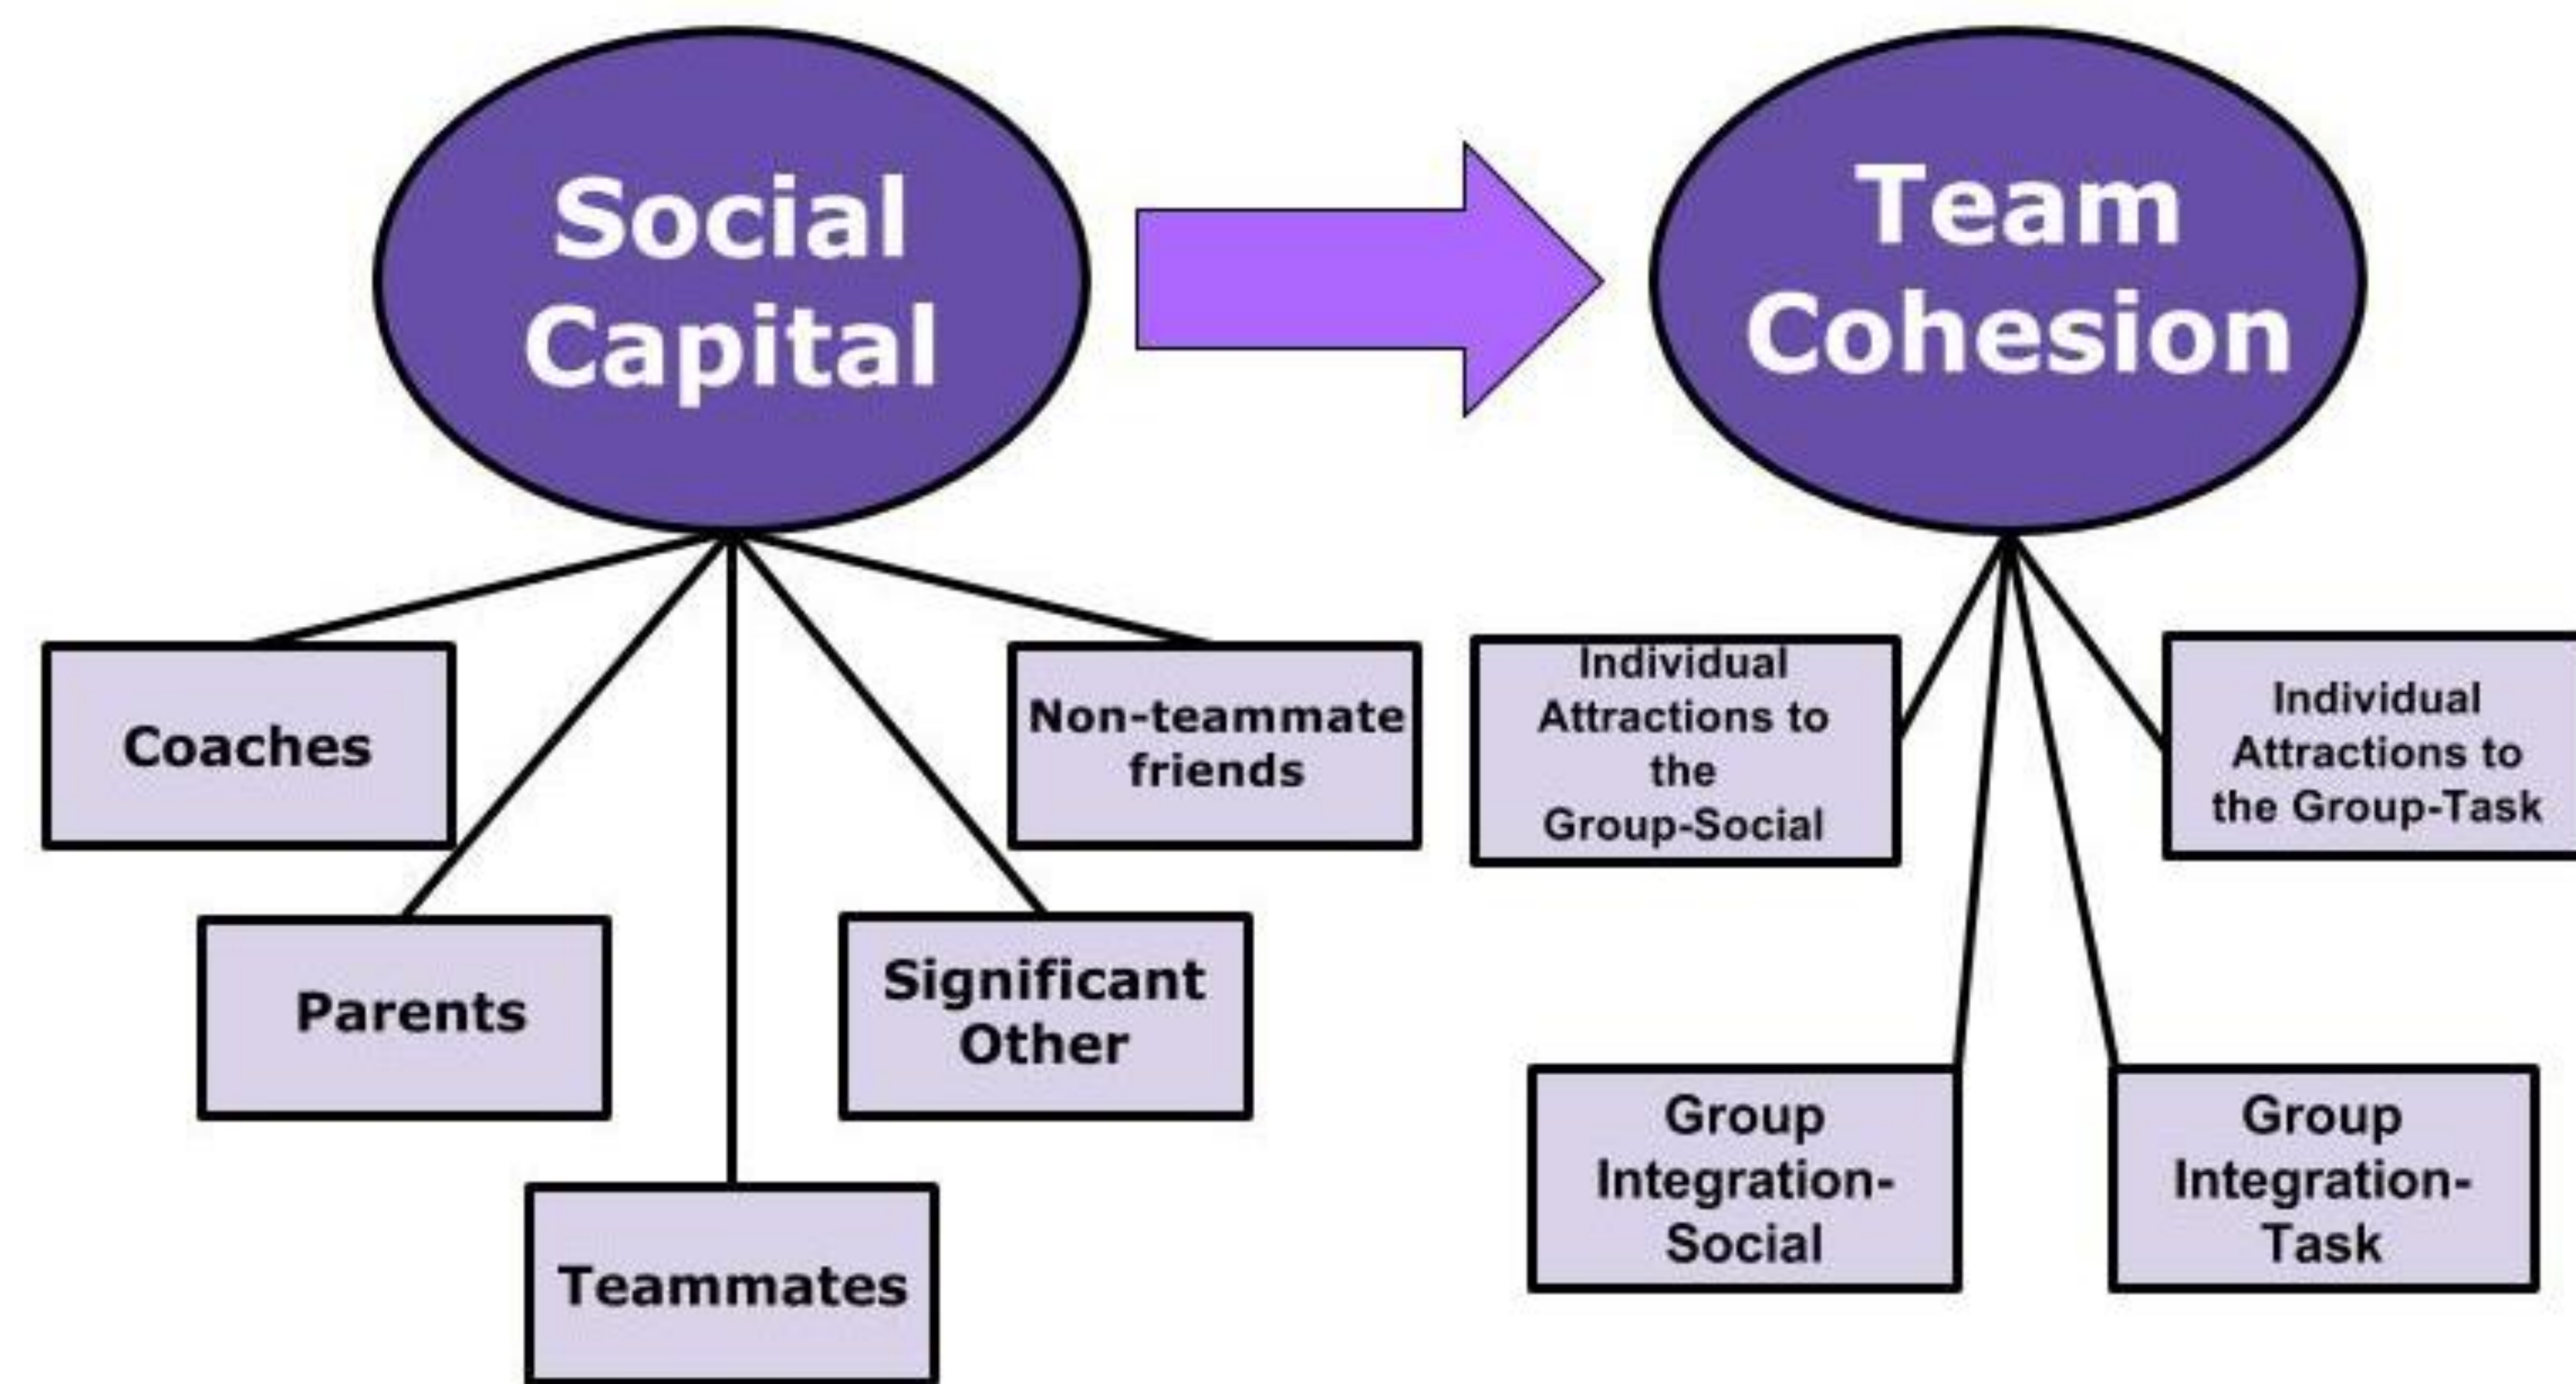 Social
Capital
Team
Cohesion
Coaches
Non-teammate
friends
Individual
Attractions to
the
Group-Social
Individual
Attractions to
the Group-Task
Parents
Significant
Other
Teammates
Group
Integration-
Social
Group
Integration-
Task